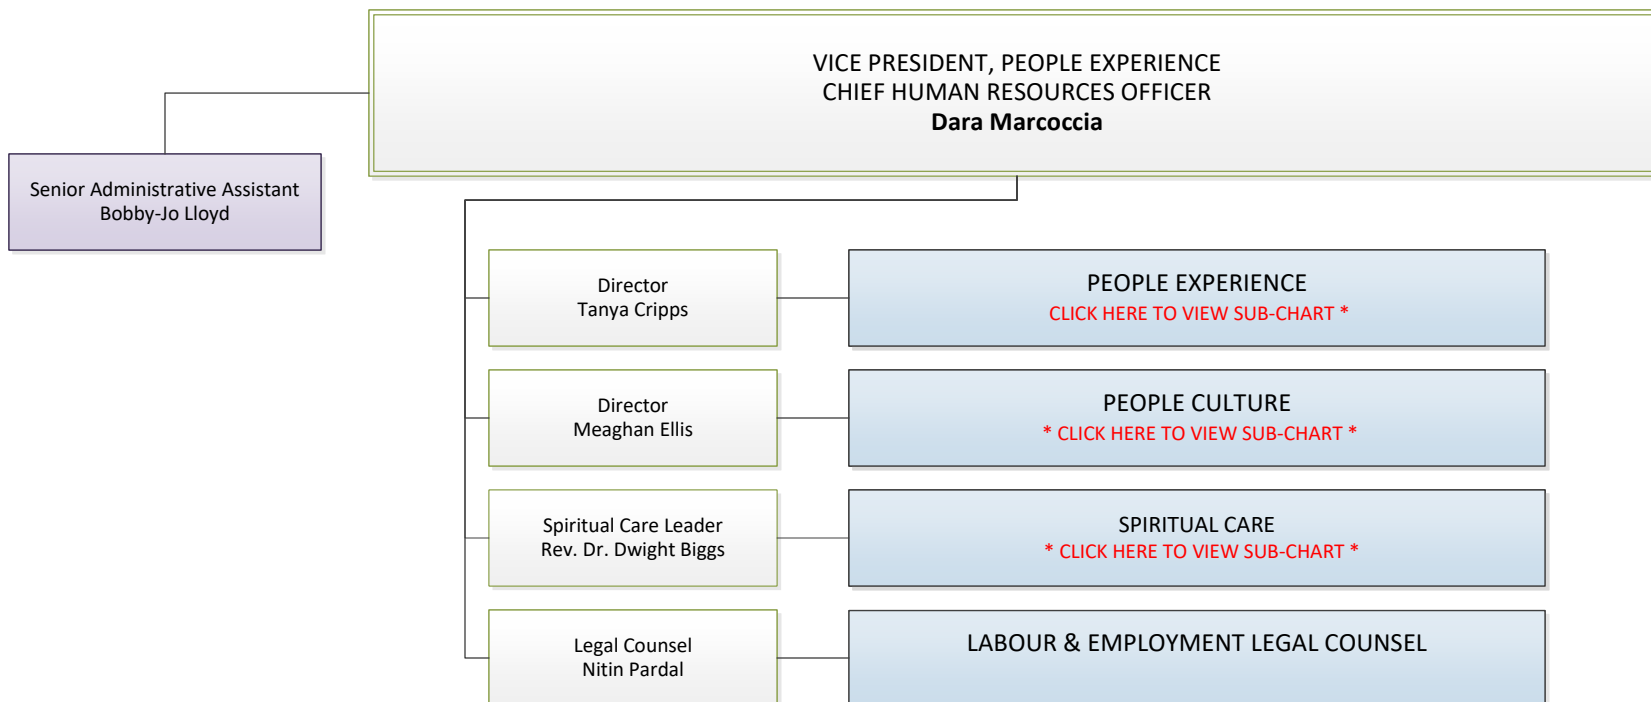 VICE PRESIDENT, PEOPLE EXPERIENCE
CHIEF HUMAN RESOURCES OFFICER
Dara Marcoccia
Senior Administrative Assistant
Bobby-Jo Lloyd
Director
Tanya Cripps
PEOPLE EXPERIENCE
CLICK HERE TO VIEW SUB-CHART *
Director
Meaghan Ellis
PEOPLE CULTURE
* CLICK HERE TO VIEW SUB-CHART *
Spiritual Care Leader
Rev. Dr. Dwight Biggs
SPIRITUAL CARE
* CLICK HERE TO VIEW SUB-CHART *
Legal Counsel
Nitin Pardal
LABOUR & EMPLOYMENT LEGAL COUNSEL